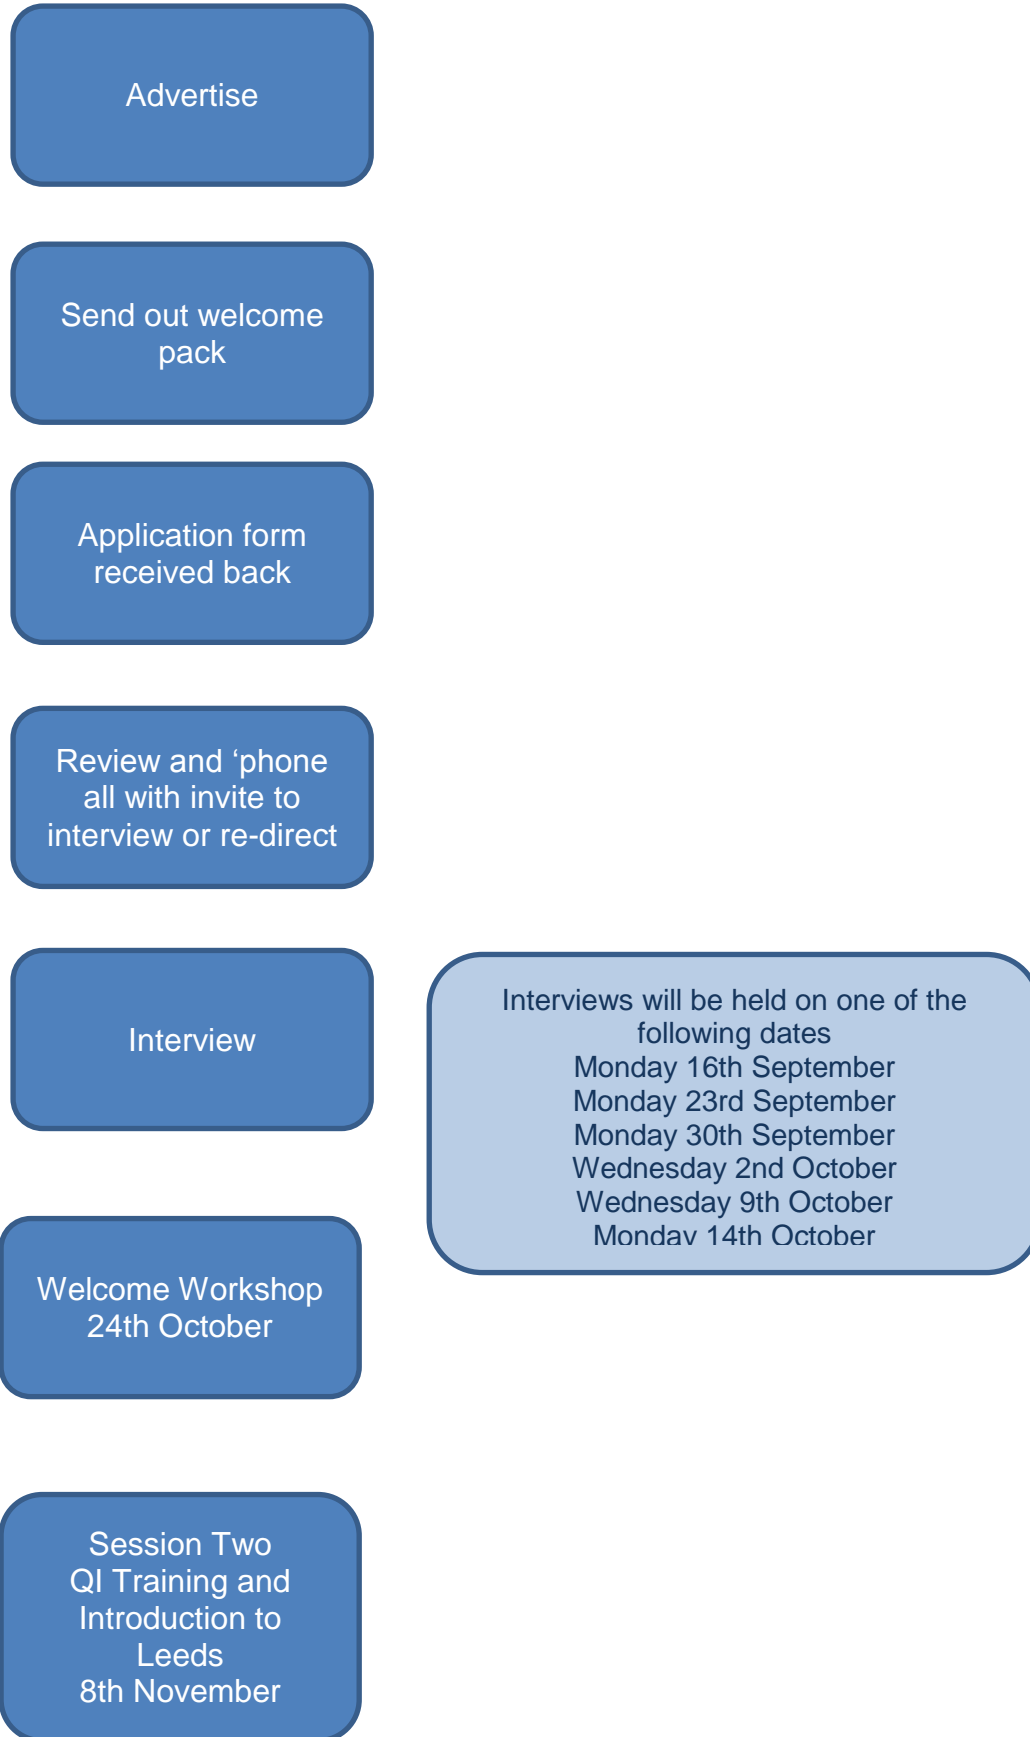 Advertise
Send out welcome
pack
Application form
received back
Review and ‘phone
all with invite to
interview or re-direct
Interview
Interviews will be held on one of the
following dates
Monday 16th September
Monday 23rd September
Monday 30th September
Wednesday 2nd October
Wednesday 9th October
Monday 14th October
Welcome Workshop
24th October
Session Two
QI Training and
Introduction to
Leeds
8th November